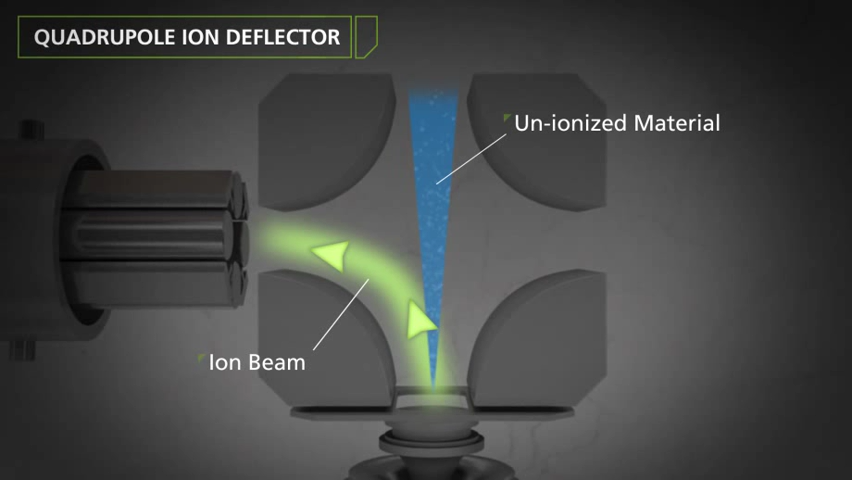 QUADRUPOLE ION DEFLECTOR
Un-ionized Material
Ion Beam